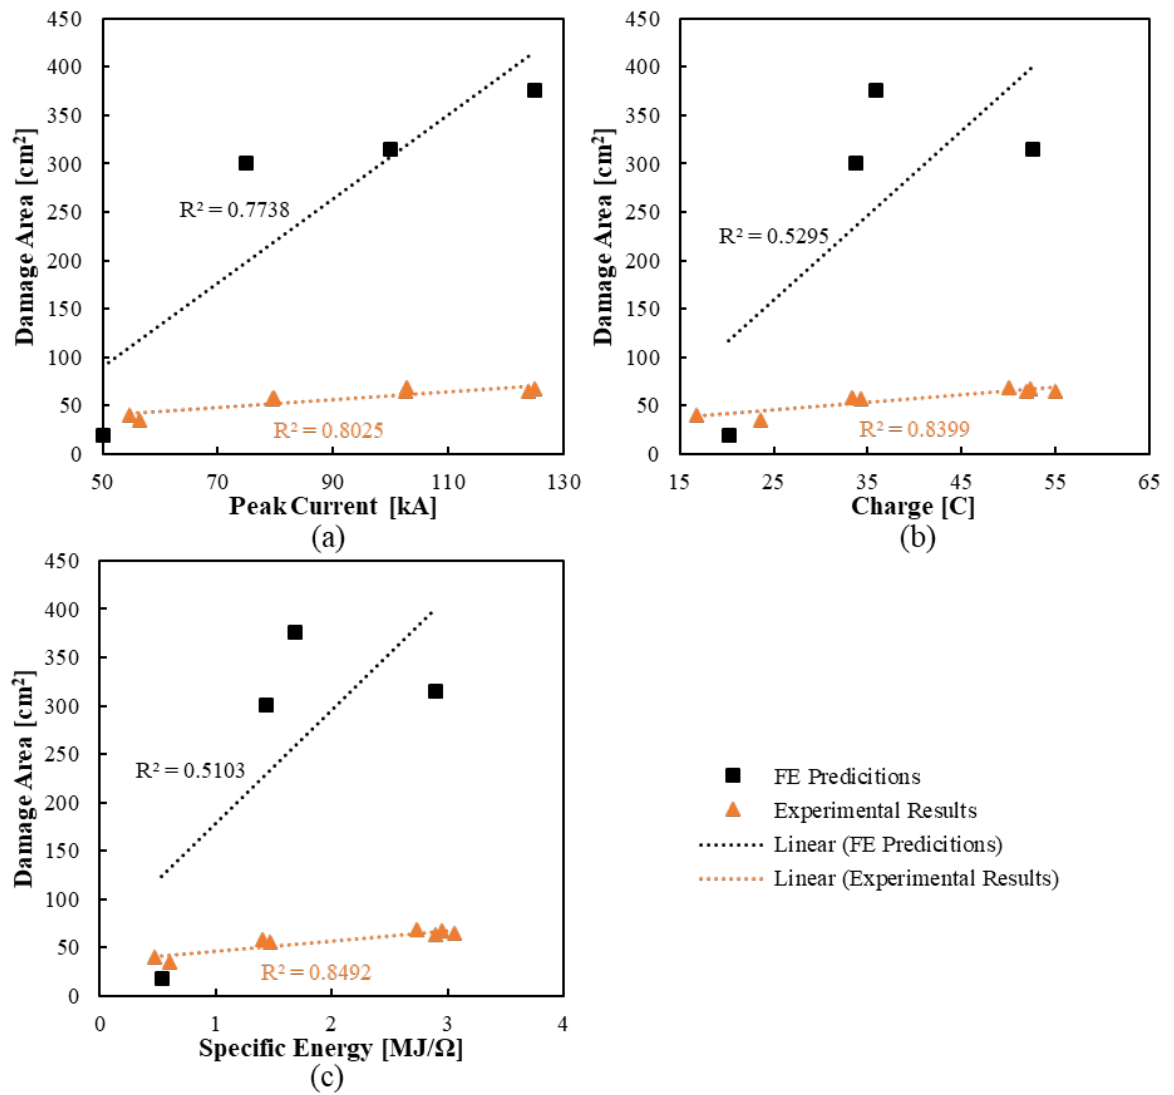 450
400
350
300
250
200
150
100
50
0
Damage Area [cm²]
R² = 0.7738
R² = 0.8025
50 70 90 110 130
Peak Current [kA]
(a)
450
400
350
300
250
200
150
100
50
0
Damage Area [cm²]
R² = 0.5295
R² = 0.8399
15 25 35 45 55 65
Charge [C]
(b)
450
400
350
300
250
200
150
100
50
0
Damage Area [cm²]
R² = 0.5103
R² = 0.8492
0 1 2 3 4
Specific Energy [MJ/Ω]
(c)
FE Predicitions
Experimental Results
Linear (FE Predicitions)
Linear (Experimental Results)